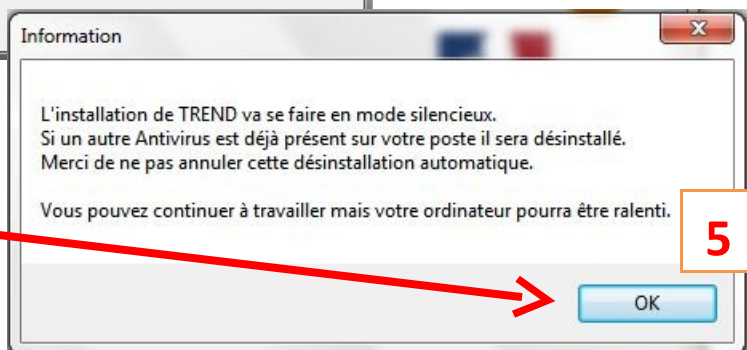 Information
L'installation de TREND va se faire en mode silencieux.
Si un autre Antivirus est déjà présent sur votre poste il sera désinstallé.
Merci de ne pas annuler cette désinstallation automatique.
Vous pouvez continuer à travailler mais votre ordinateur pourra être ralenti.
5
OK